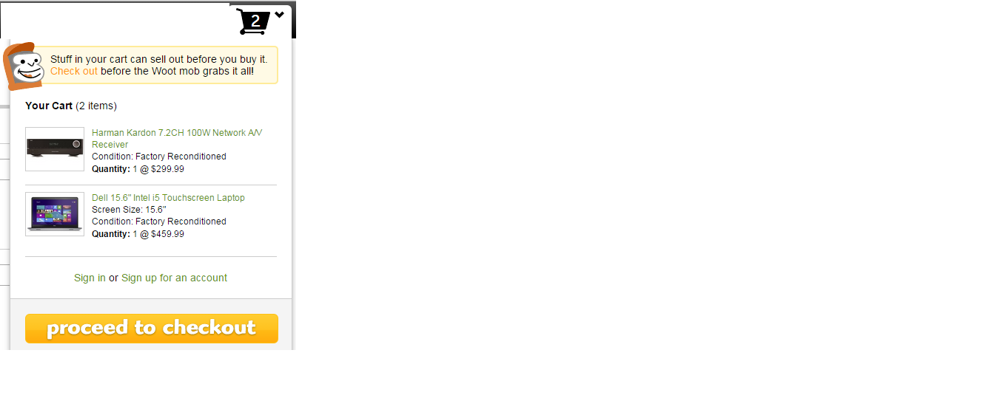 2
Stuff in your cart can sell out before you buy it.
Check out before the Woot mob grabs it all!
Your Cart (2 items)
Harman Kardon 7.2CH 100W Network A/V
Receiver
Condition: Factory Reconditioned
Quantity: 1 @ $299.99
Dell 15.6" Intel i5 Touchscreen Laptop
Screen Size: 15.6"
Condition: Factory Reconditioned
Quantity: 1 @ $459.99
Sign in or Sign up for an account
proceed to checkout